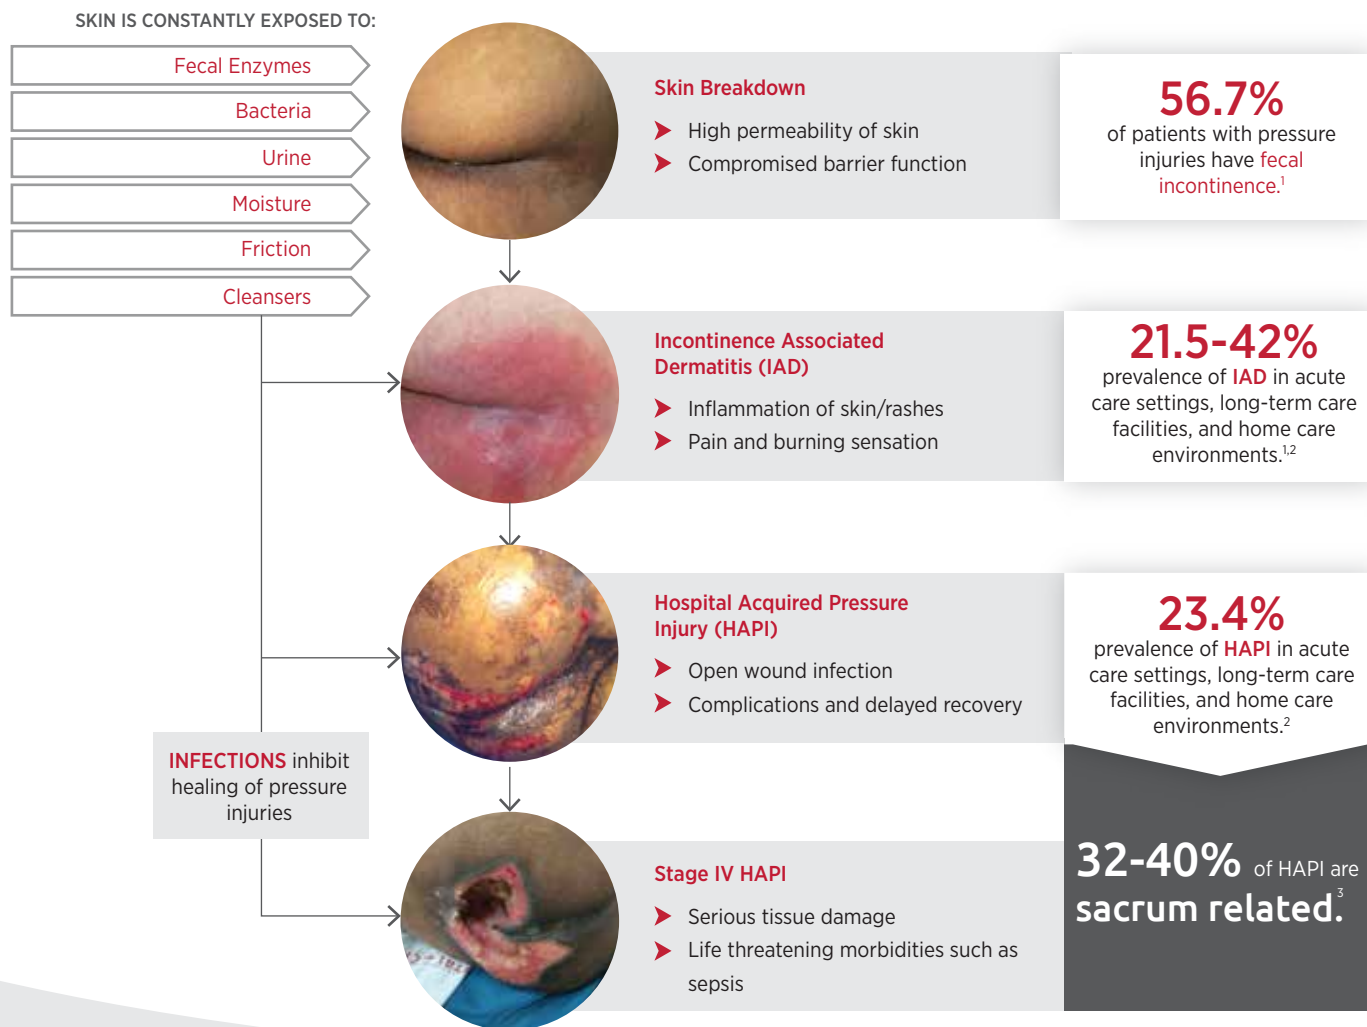 SKIN IS CONSTANTLY EXPOSED TO:
Fecal Enzymes
Bacteria
Urine
Moisture
Friction
Cleansers
INFECTIONS inhibit
healing of pressure
injuries
Skin Breakdown
High permeability of skin
Compromised barrier function
56.7%
of patients with pressure
injuries have fecal
incontinence.1
Incontinence Associated
Dermatitis (IAD)
Inflammation of skin/rashes
Pain and burning sensation
21.5-42%
prevalence of IAD in acute
care settings, long-term care
facilities, and home care
environments.1,2
Hospital Acquired Pressure
Injury (HAPI)
Open wound infection
Complications and delayed recovery
23.4%
prevalence of HAPI in acute
care settings, long-term care
facilities, and home care
environments.2
Stage IV HAPI
Serious tissue damage
Life threatening morbidities such as
sepsis
32-40% of HAPI are
sacrum related.3